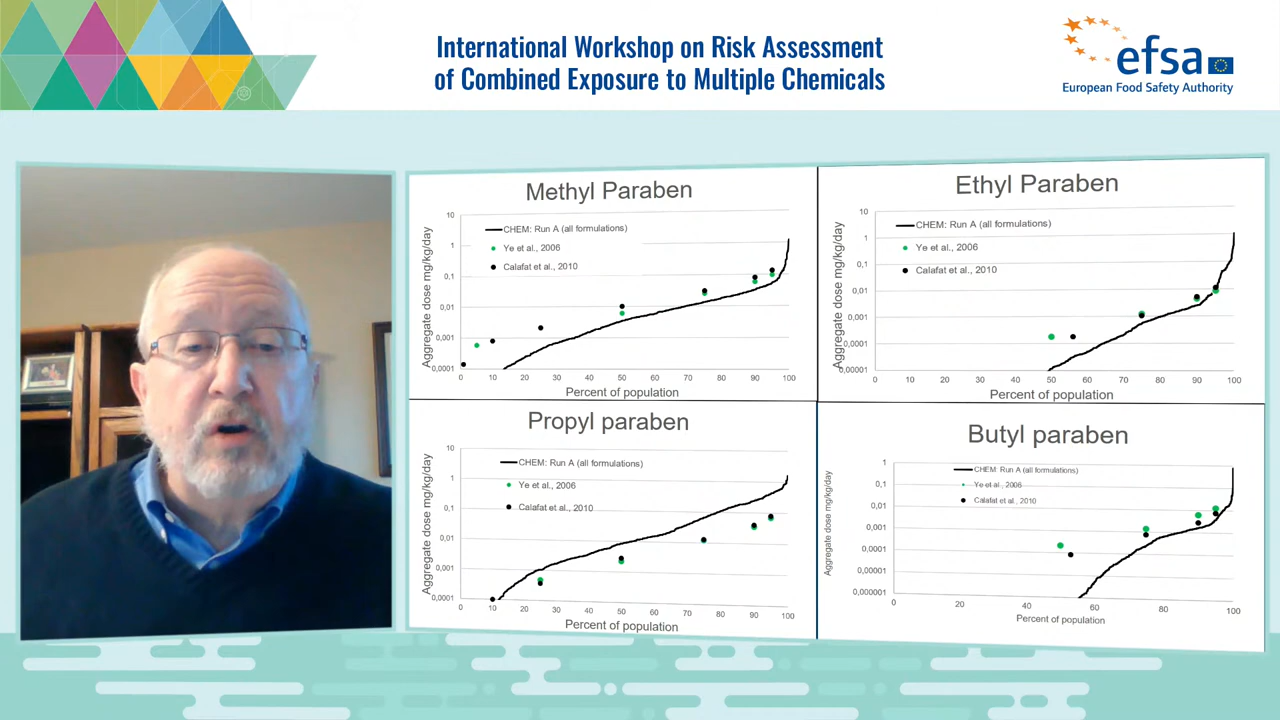 International Workshop on Risk Assessment
of Combined Exposure to Multiple Chemicals
efsa
European Food Safety Authority
Methyl Paraben
Aggregate dose mg/kg/day
10
1
0,1
0,01
0,001
0,0001
CHEM: Run A (all formulations)
Ye et al., 2006
Calafat et al., 2010
0 10 20 30 40 50 60 70 80 90 100
Percent of population
Ethyl Paraben
Aggregate dose mg/kg/day
10
1
0,1
0,01
0,001
0,0001
0,00001
CHEM: Run A (all formulations)
Ye et al., 2006
Calafat et al., 2010
0 10 20 30 40 50 60 70 80 90 100
Percent of population
Propyl paraben
Aggregate dose mg/kg/day
10
1
0,1
0,01
0,001
0,0001
CHEM: Run A (all formulations)
Ye et al., 2006
Calafat et al., 2010
0 10 20 30 40 50 60 70 80 90 100
Percent of population
Butyl paraben
Aggregate dose mg/kg/day
1
0,1
0,01
0,001
0,0001
0,00001
0,000001
CHEM: Run A (all formulations)
Ye et al., 2006
Calafat et al., 2010
0 20 40 60 80 100
Percent of population